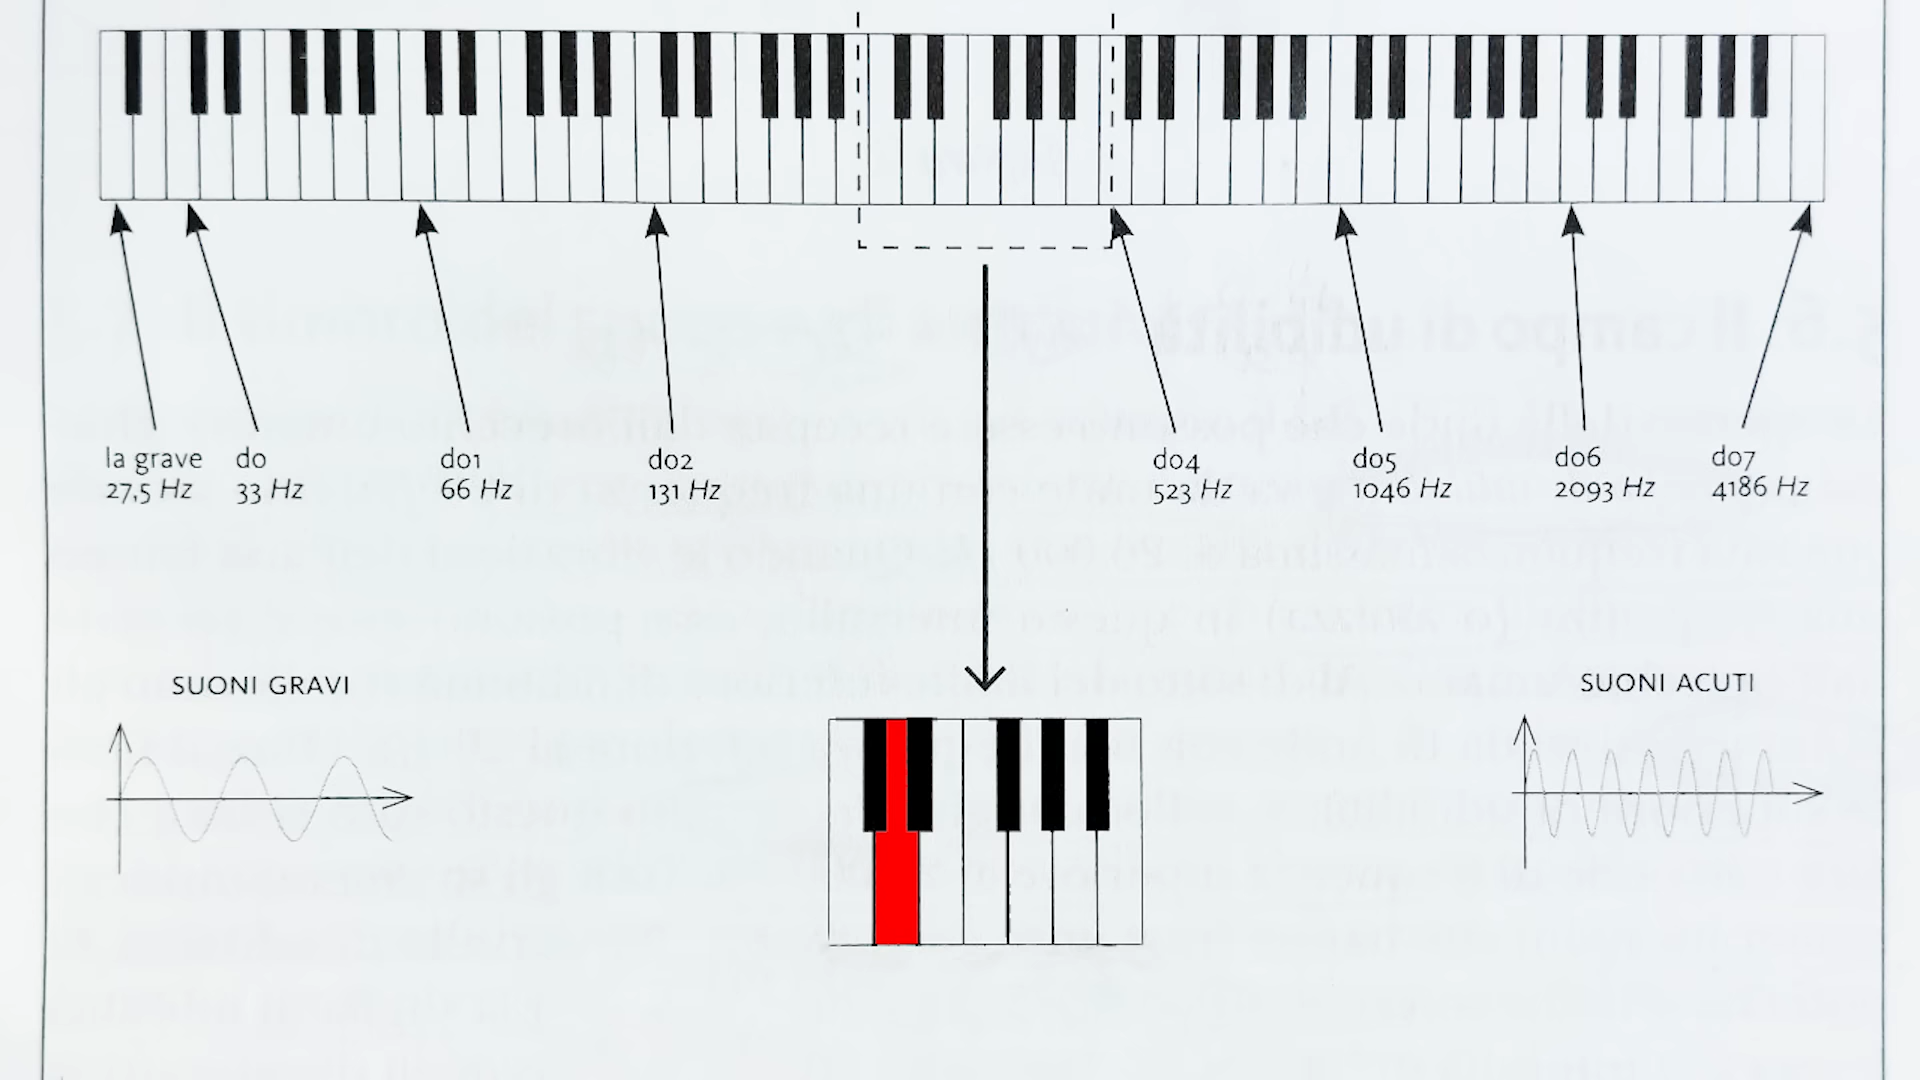 la grave do do1 do2 do4 do5 do6 do7
27,5 Hz 33 Hz 66 Hz 131 Hz 523 Hz 1046 Hz 2093 Hz 4186 Hz
SUONI GRAVI SUONI ACUTI